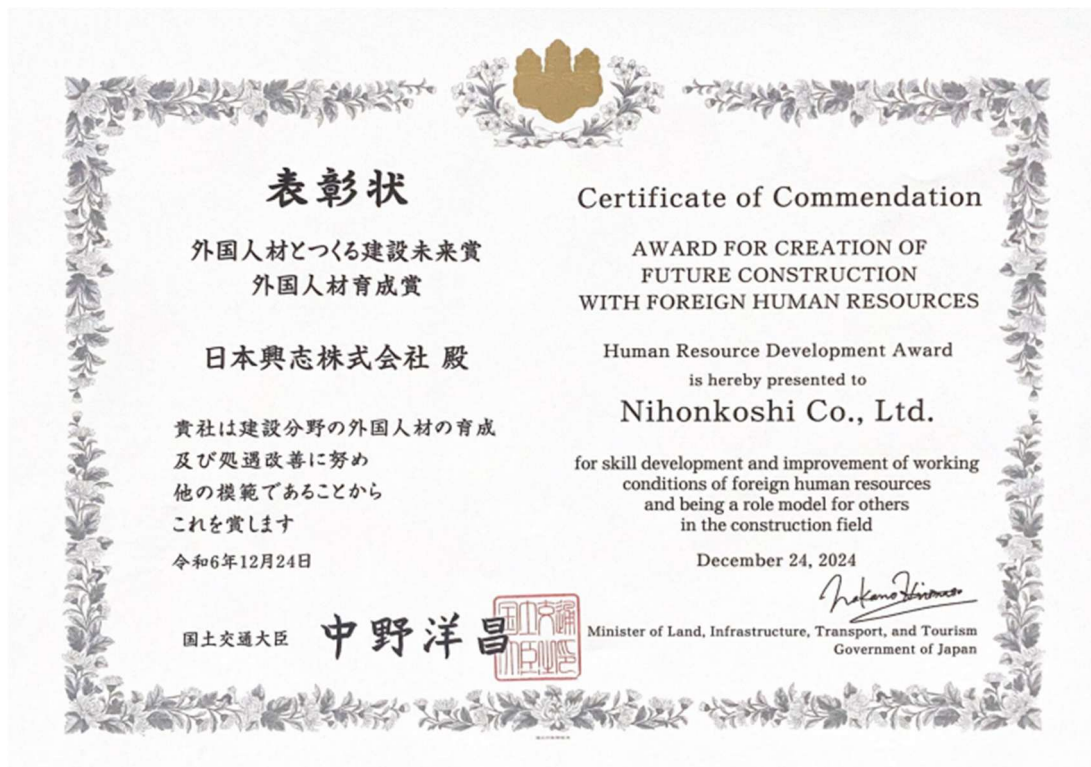 表彰状
外国人材とつくる建設未来賞
外国人材育成賞
日本興志株式会社 殿
貴社は建設分野の外国人材の育成
及び処遇改善に努め
他の模範であることから
これを賞します
令和6年12月24日
国土交通大臣 中野洋昌
Certificate of Commendation
AWARD FOR CREATION OF
FUTURE CONSTRUCTION
WITH FOREIGN HUMAN RESOURCES
Human Resource Development Award
is hereby presented to
Nihonkoshi Co., Ltd.
for skill development and improvement of working
conditions of foreign human resources
and being a role model for others
in the construction field
December 24, 2024
Nakano Hiromasa
Minister of Land, Infrastructure, Transport, and Tourism
Government of Japan